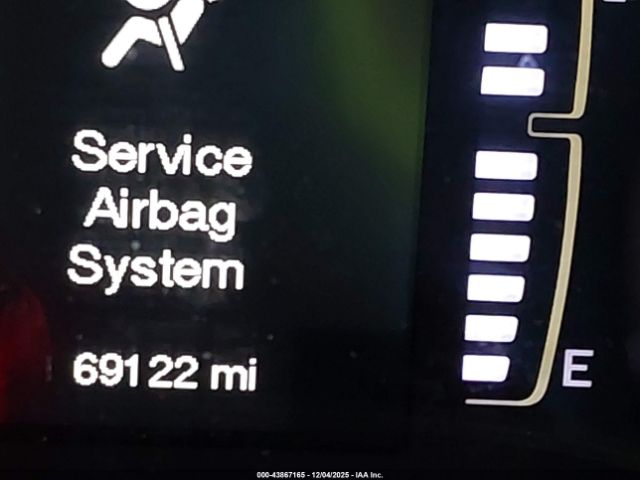 Service
Airbag
System
69122 mi
E
000-43867165 - 12/04/2025 - IAA Inc.